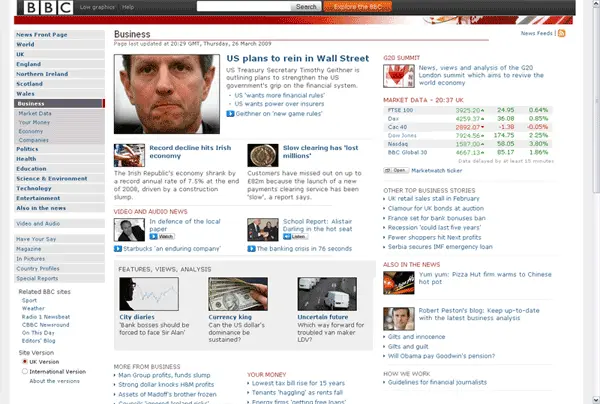 BBC
Low graphics
Help
Search
Explore the BBC
News Front Page
World
UK
England
Northern Ireland
Scotland
Wales
Business
Market Data
Your Money
Economy
Companies
Politics
Health
Education
Science & Environment
Technology
Entertainment
Also in the news
Video and Audio
Have Your Say
Magazine
In Pictures
Country Profiles
Special Reports
Related BBC sites
Sport
Weather
Radio 1 Newsbeat
CBBC Newsround
On This Day
Editors' Blog
Site Version
UK Version
International Version
About the versions
Business
Page last updated at 20:29 GMT, Thursday, 26 March 2009
News Feeds
US plans to rein in Wall Street
US Treasury Secretary Timothy Geithner is
outlining plans to strengthen the US
government's grip on the financial system.
US 'wants more financial rules'
US wants power over insurers
Geithner on 'new game rules'
Record decline hits Irish
economy
The Irish Republic's economy shrank by
a record annual rate of 7.5% at the end
of 2008, driven by a construction
slump.
Slow clearing has 'lost
millions'
Customers have missed out on up to
£82m because the launch of a new
payments clearing service has been
"slow", a report says.
VIDEO AND AUDIO NEWS
In defence of the local
paper
Watch
Starbucks 'an enduring company'
School Report: Alistair
Darling in the hot seat
Listen
The banking crisis in 76 seconds
FEATURES, VIEWS, ANALYSIS
City diaries
'Bank bosses should be
forced to face Sir Alan'
Currency king
Can the US dollar's
dominance be
sustained?
Uncertain future
Which way forward for
troubled van maker
LDV?
MORE FROM BUSINESS
Man Group profits, funds slump
Strong dollar knocks H&M profits
Assets of Madoff's brother frozen
YOUR MONEY
Lowest tax bill rise for 15 years
Tenants 'haggling' as rents fall
Energy firms 'getting fee loans'
G20 SUMMIT
News, views and analysis of the G20
London summit which aims to revive the
world economy
MARKET DATA - 20:37 UK
FTSE 100 3925.20 24.95 0.64%
Dax 4259.37 36.08 0.85%
Cac 40 2892.07 -1.38 -0.05%
Dow Jones 7924.56 174.75 2.25%
Nasdaq 1587.00 58.05 3.80%
BBC Global 30 4667.13 85.17 1.86%
Data delayed by at least 15 minutes
Open
Marketwatch ticker
OTHER TOP BUSINESS STORIES
UK retail sales stall in February
Clamour for UK bonds at auction
France set for bank bonuses ban
Recession 'could last five years'
Fewer shoppers hit Next profits
Serbia secures IMF emergency loan
ALSO IN THE NEWS
Yum yum: Pizza Hut firm warms to Chinese
hot pot
Robert Peston's blog: Keep up-to-date
with the latest business analysis
Gilts and innocence
Gilts and guilt
Will Obama pay Goodwin's pension?
HOW WE WORK
Guidelines for financial journalists